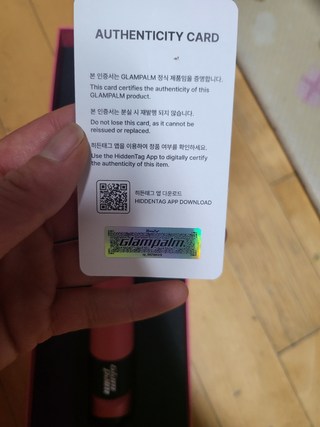 AUTHENTICITY CARD
본 인증서는 GLAMPALM 정식 제품임을 증명합니다.
This card certifies the authenticity of this
GLAMPALM product.
본 인증서는 분실 시 재발행 되지 않습니다.
Do not lose this card, as it cannot be
reissued or replaced.
히든태그 앱을 이용하여 정품 여부를 확인하세요.
Use the HiddenTag App to digitally certify
the authenticity of this item.
히든태그 앱 다운로드
HIDDENTAG APP DOWNLOAD
Glampalm.